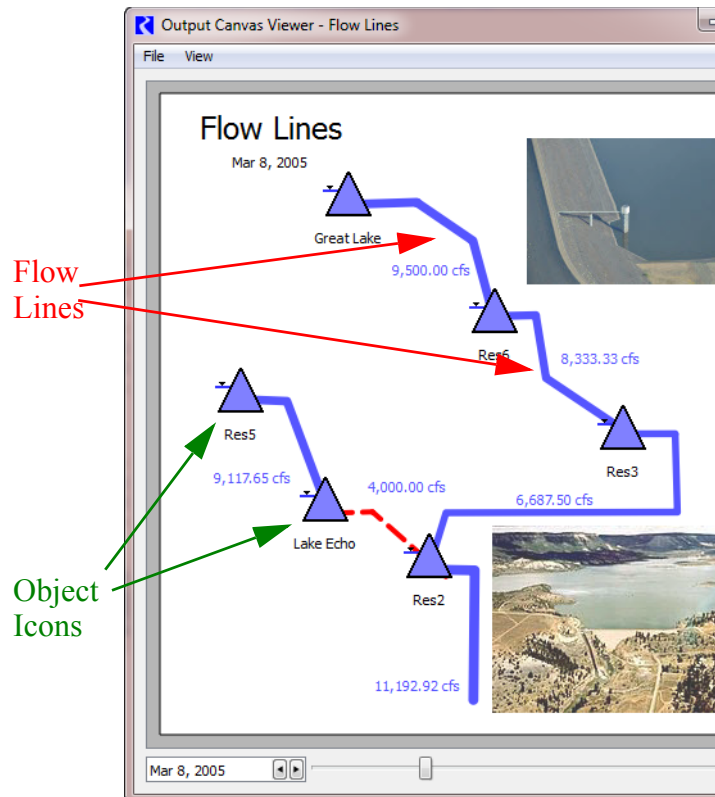 Output Canvas Viewer - Flow Lines
File View
Flow Lines
Mar 8, 2005
Great Lake
Flow
Lines
9,500.00 cfs
Res6
8,333.33 cfs
Res5
Res3
9,117.65 cfs
4,000.00 cfs
6,687.50 cfs
Lake Echo
Object
Icons
Res2
11,192.92 cfs
Mar 8, 2005